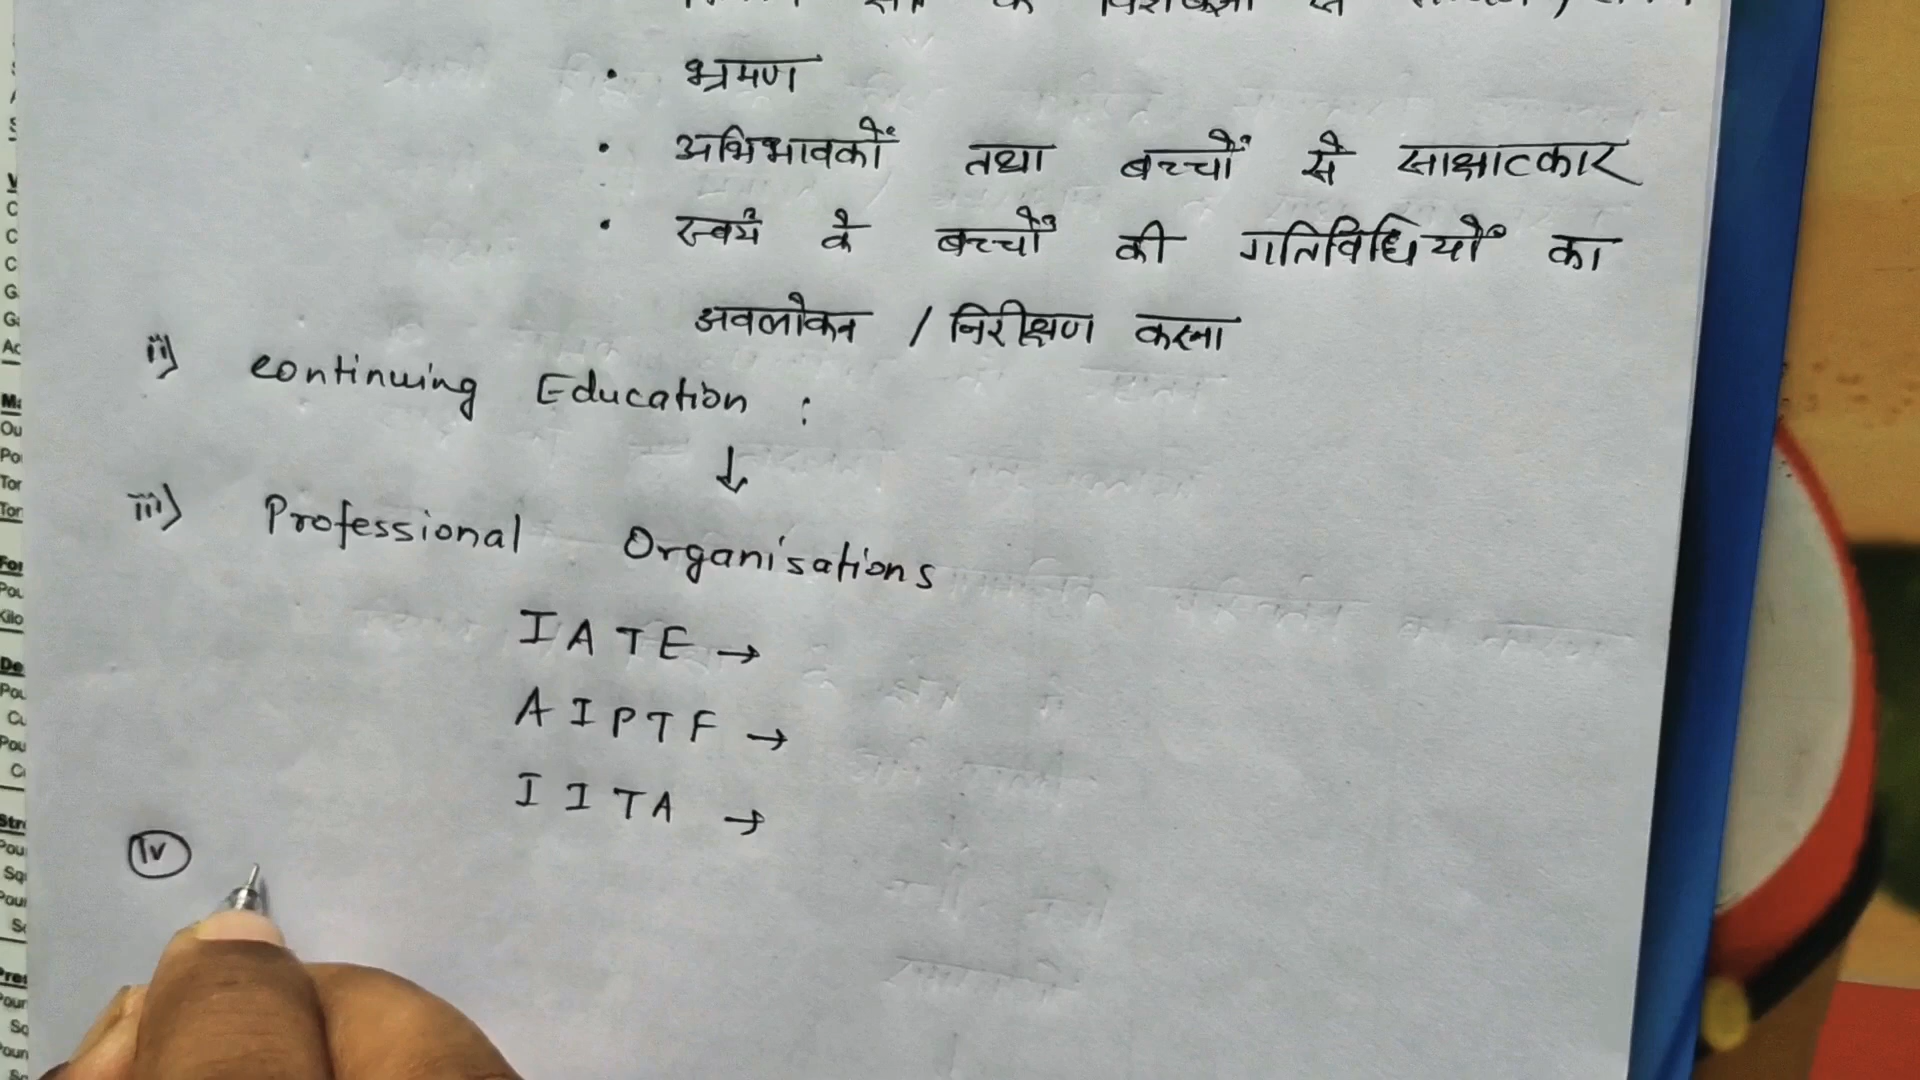 • भ्रमण
• अभिभावकों तथा बच्चों से साक्षाटकार
• स्वयं के बच्चों की गतिविधियों का
अवलोकन / निरीक्षण करना
ii) Continuing Education :
↓
iii) Professional Organisations
IATE →
AIPTF →
IITA →
iv